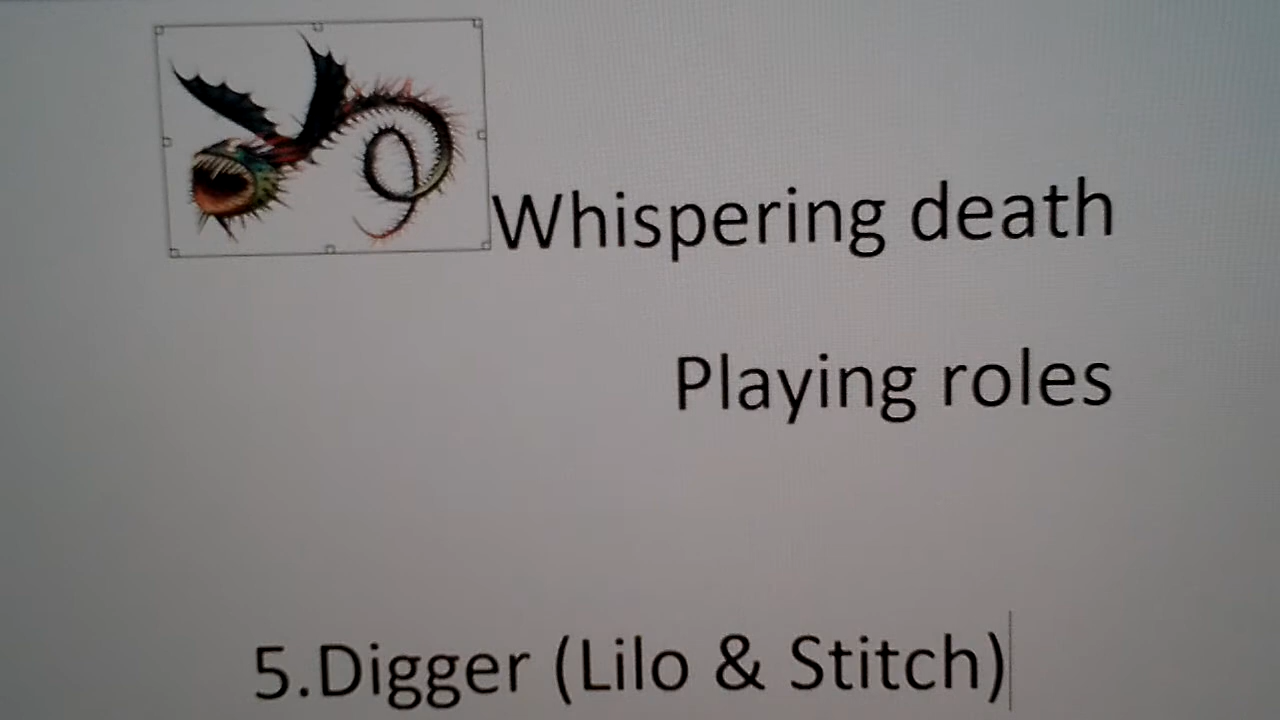 Whispering death
Playing roles
5.Digger (Lilo & Stitch)